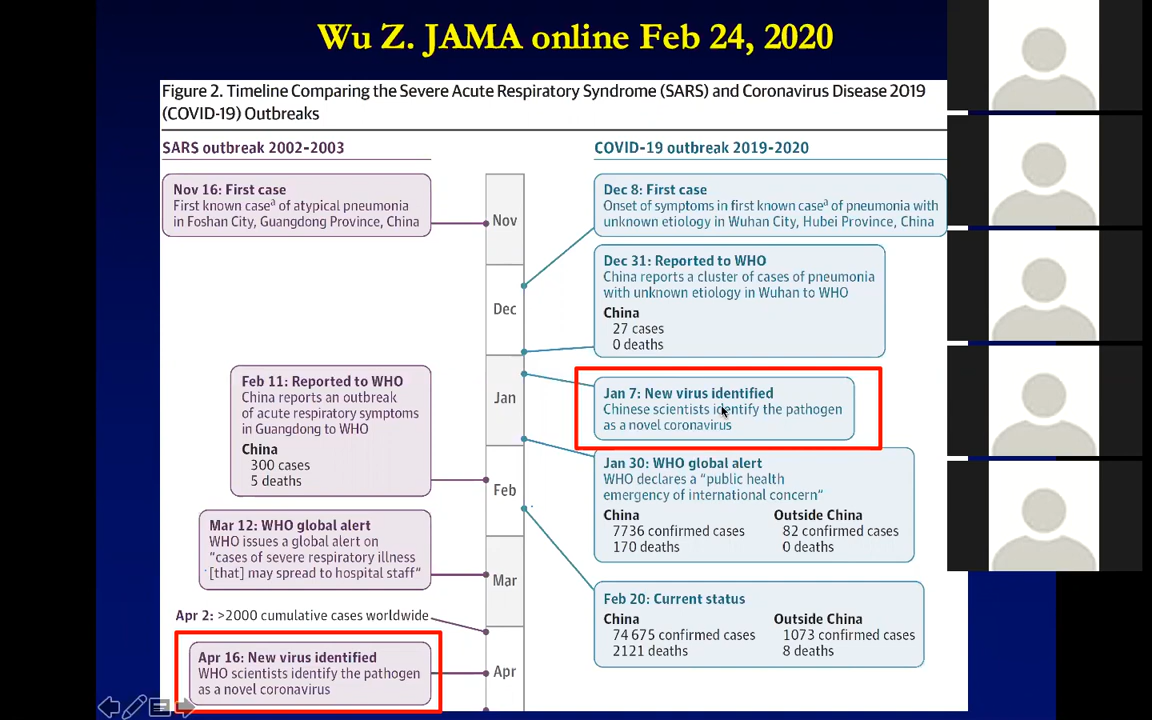 Wu Z. JAMA online Feb 24, 2020
Figure 2. Timeline Comparing the Severe Acute Respiratory Syndrome (SARS) and Coronavirus Disease 2019
(COVID-19) Outbreaks
SARS outbreak 2002-2003
Nov 16: First case
First known caseª of atypical pneumonia
in Foshan City, Guangdong Province, China
Feb 11: Reported to WHO
China reports an outbreak
of acute respiratory symptoms
in Guangdong to WHO
China
300 cases
5 deaths
Mar 12: WHO global alert
WHO issues a global alert on
"cases of severe respiratory illness
[that] may spread to hospital staff"
Apr 2: >2000 cumulative cases worldwide
Apr 16: New virus identified
WHO scientists identify the pathogen
as a novel coronavirus
Nov
Dec
Jan
Feb
Mar
Apr
COVID-19 outbreak 2019-2020
Dec 8: First case
Onset of symptoms in first known caseª of pneumonia with
unknown etiology in Wuhan City, Hubei Province, China
Dec 31: Reported to WHO
China reports a cluster of cases of pneumonia
with unknown etiology in Wuhan to WHO
China
27 cases
0 deaths
Jan 7: New virus identified
Chinese scientists identify the pathogen
as a novel coronavirus
Jan 30: WHO global alert
WHO declares a "public health
emergency of international concern"
China
7736 confirmed cases
170 deaths
Outside China
82 confirmed cases
0 deaths
Feb 20: Current status
China
74 675 confirmed cases
2121 deaths
Outside China
1073 confirmed cases
8 deaths